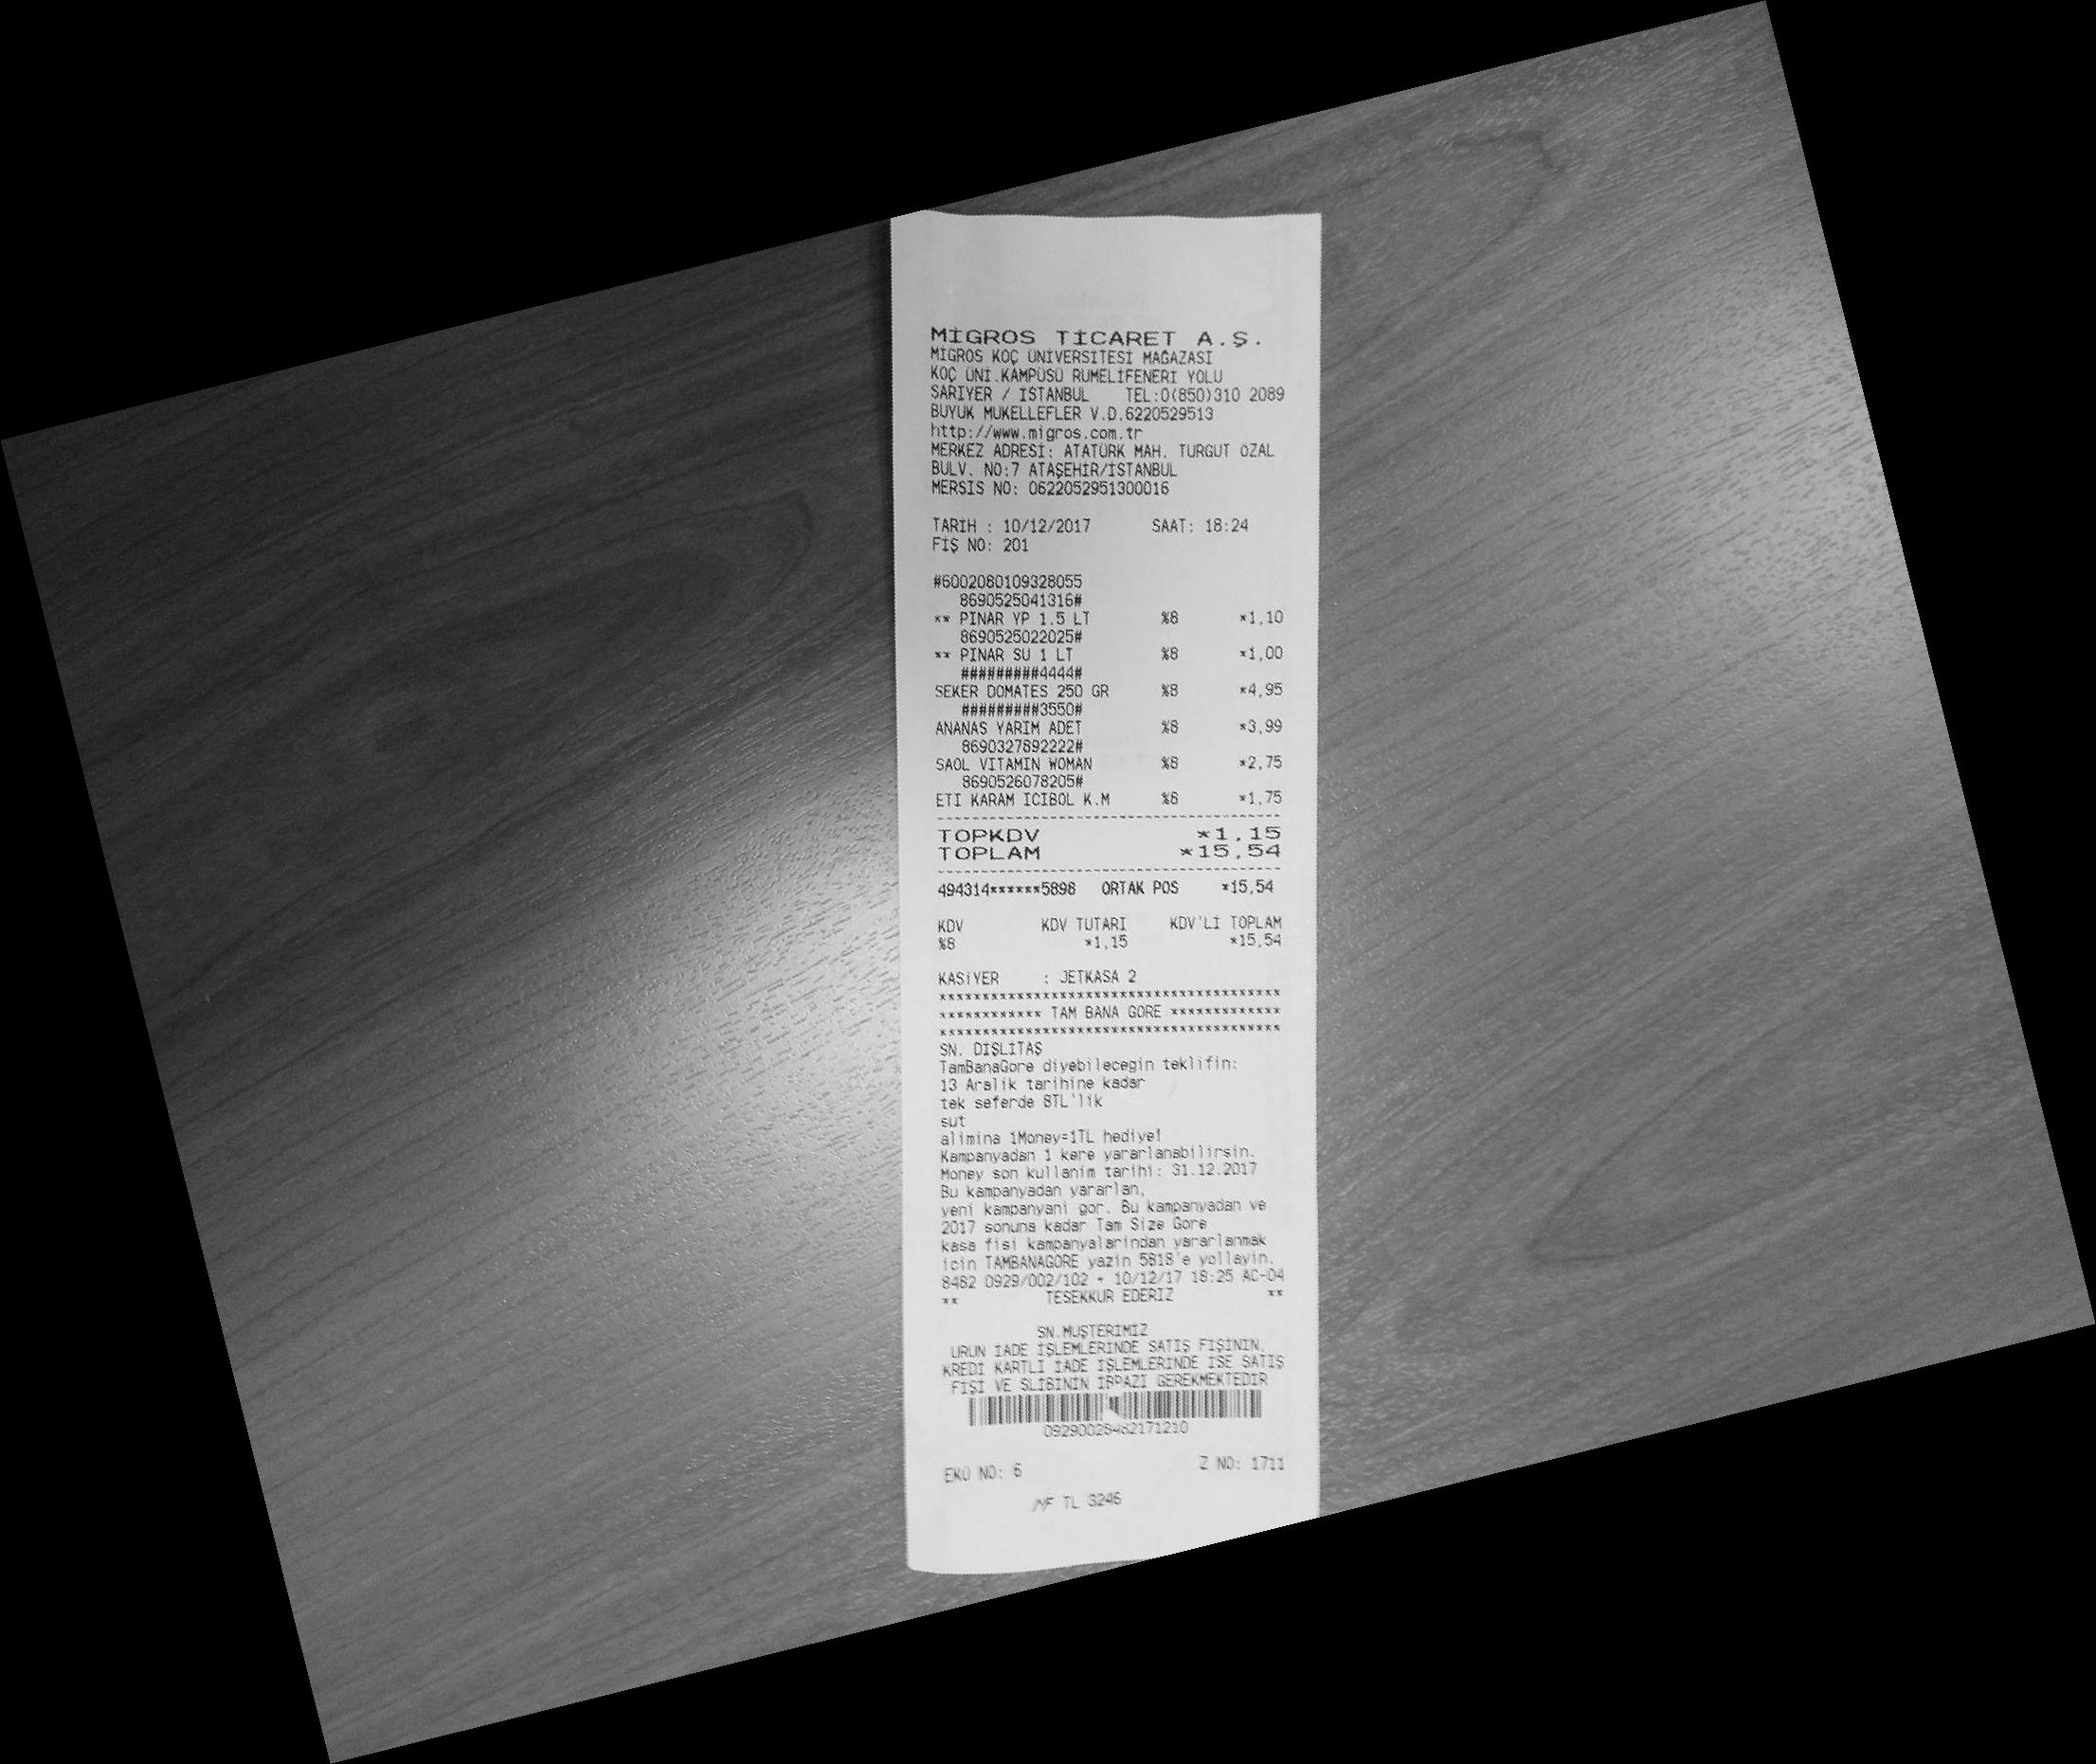 MİGROS TİCARET A.Ş.
MİGROS KOÇ ÜNİVERSİTESİ MAĞAZASI
KOÇ ÜNİ.KAMPÜSÜ RUMELİFENERİ YOLU
SARIYER / İSTANBUL TEL:0(850)310 2089
BÜYÜK MÜKELLEFLER V.D.6220529513
http://www.migros.com.tr
MERKEZ ADRESİ: ATATÜRK MAH. TURGUT ÖZAL
BULV. NO:7 ATAŞEHİR/İSTANBUL
MERSİS NO: 0622052951300016
TARİH : 10/12/2017 SAAT: 18:24
FİŞ NO: 201
#6002080109328055
8690525041316#
** PINAR YP 1.5 LT %8 *1,10
8690525022025#
** PINAR SU 1 LT %8 *1,00
#########4444#
SEKER DOMATES 250 GR %8 *4,95
#########3550#
ANANAS YARIM ADET %8 *3,99
8690327892222#
SAOL VITAMIN WOMAN %8 *2,75
8690526078205#
ETI KARAM ICIBOL K.M %8 *1,75
TOPKDV *1,15
TOPLAM *15,54
494314******5898 ORTAK POS *15,54
KDV KDV TUTARI KDV'Lİ TOPLAM
%8 *1,15 *15,54
KASİYER : JETKASA 2
***************************************
************ TAM BANA GORE *************
***************************************
SN. DİŞLİTAŞ
TamBanaGore diyebilecegin teklifin:
13 Aralik tarihine kadar
tek seferde 8TL'lik
sut
alimina 1Money=1TL hediye!
Kampanyadan 1 kere yararlanabilirsin.
Money son kullanim tarihi: 31.12.2017
Bu kampanyadan yararlan,
yeni kampanyani gor. Bu kampanyadan ve
2017 sonuna kadar Tam Size Gore
kasa fisi kampanyalarindan yararlanmak
icin TAMBANAGORE yazin 5818'e yollayin.
8482 0929/002/102 - 10/12/17 18:25 AC-04
** TESEKKUR EDERIZ **
SN.MÜŞTERİMİZ
ÜRÜN İADE İŞLEMLERİNDE SATIŞ FİŞİNİN,
KREDİ KARTLI İADE İŞLEMLERİNDE İSE SATIŞ
FİŞİ VE SLİBİNİN İBRAZI GEREKMEKTEDİR
09290028482171210
EKÜ NO: 6 Z NO: 1711
MF TL 3246